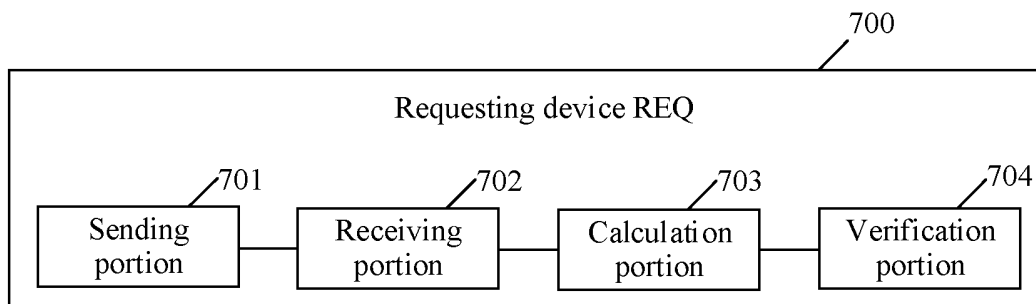 700
Requesting device REQ
701
702
703
704
Sending
portion
Receiving
portion
Calculation
portion
Verification
portion